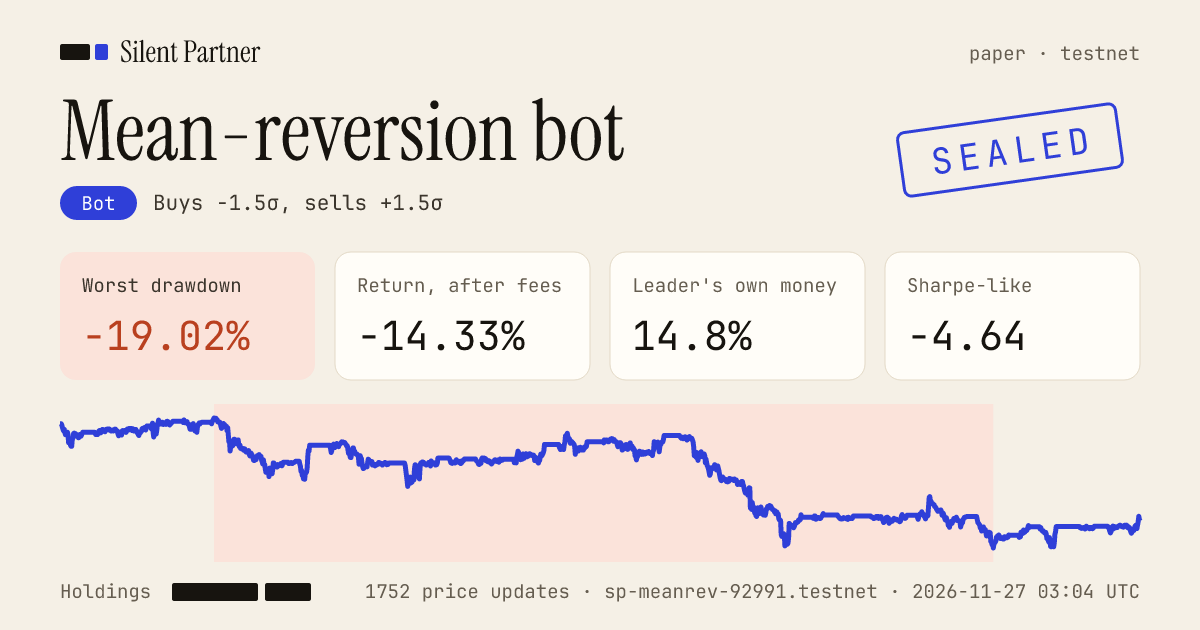 Silent Partner
paper · testnet
Mean-reversion bot
SEALED
Bot
Buys -1.5σ, sells +1.5σ
Worst drawdown
-19.02%
Return, after fees
-14.33%
Leader's own money
14.8%
Sharpe-like
-4.64
Holdings
1752 price updates · sp-meanrev-92991.testnet · 2026-11-27 03:04 UTC